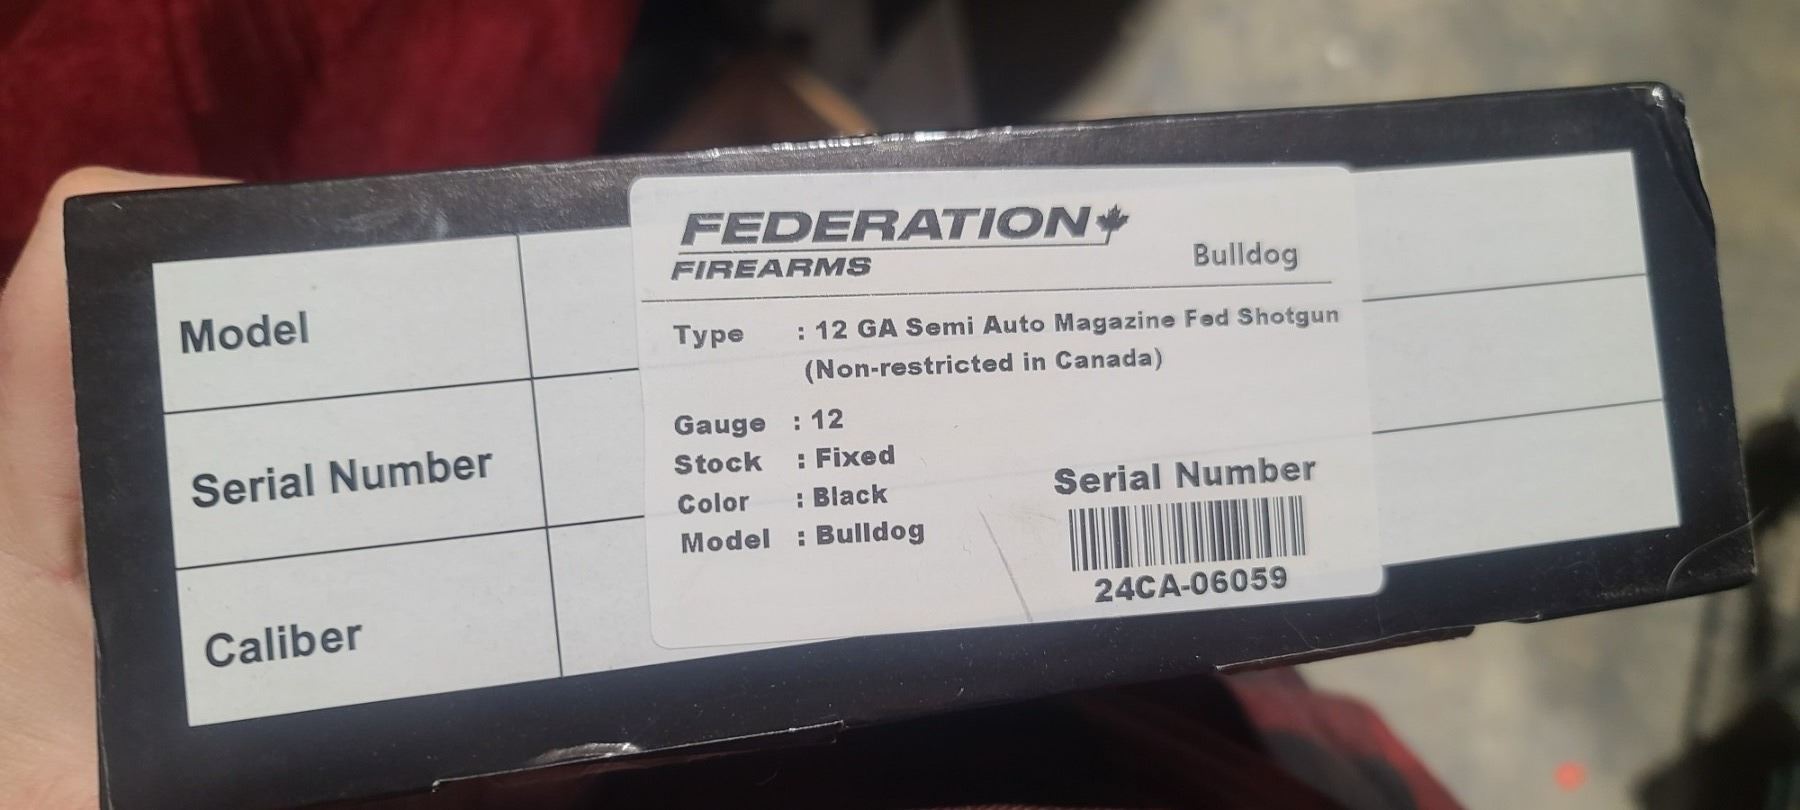 Model
Serial Number
Caliber
FEDERATION
FIREARMS
Bulldog
Type : 12 GA Semi Auto Magazine Fed Shotgun
(Non-restricted in Canada)
Gauge : 12
Stock : Fixed
Color : Black
Model : Bulldog
Serial Number
24CA-06059